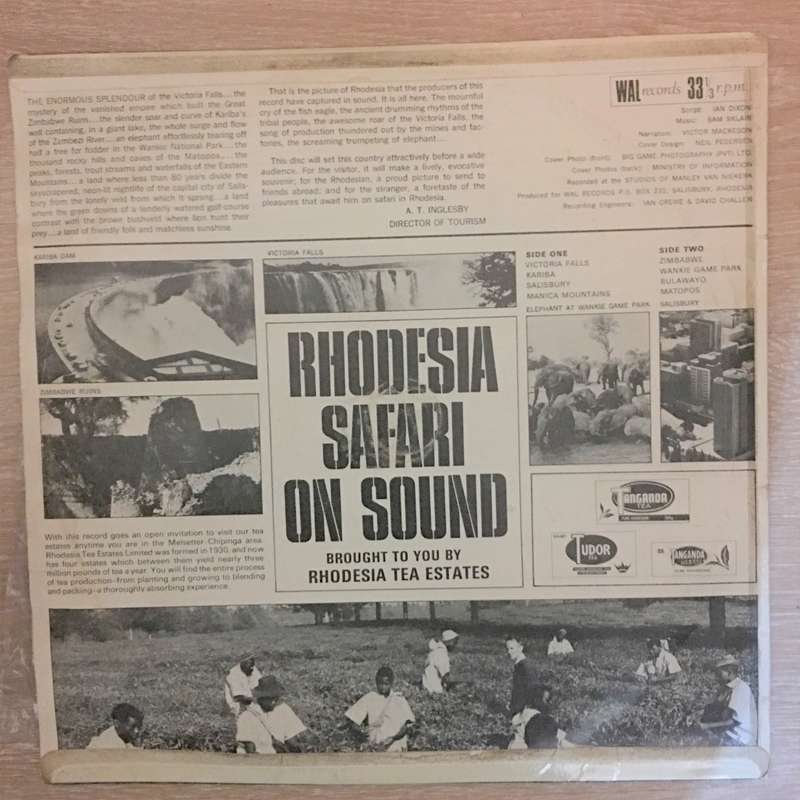 THE ENORMOUS SPLENDOUR of the Victoria Falls....the
mystery of the vanished empire which built the Great
Zimbabwe Ruins....the slender soar and curve of Kariba's
wall containing, in a giant lake, the whole surge and flow
of the Zambezi River....an elephant effortlessly tearing off
half a tree for fodder in the Wankie National Park....the
thousand rocky hills and caves of the Matopos....the
peaks, forests, trout streams and waterfalls of the Eastern
Mountains....a land where less than 80 years divide the
skyscrapered, neon-lit nightlife of the capital city of Salis-
bury from the lonely wild from which it sprang....a land
where the green downs of a tenderly watered golf course
contrast with the brown bushveld where lions hunt their
prey....a land of friendly folk and matchless sunshine.
That is the picture of Rhodesia that the producers of this
record have captured in sound. It is all here. The mournful
cry of the fish eagle, the ancient drumming rhythms of the
tribal people, the awesome roar of the Victoria Falls, the
song of production thundered out by the mines and fac-
tories, the screaming trumpeting of elephant....
This disc will set this country attractively before a wide
audience. For the visitor, it will make a lively, evocative
souvenir; for the Rhodesian, a proud picture to send to
friends abroad; and for the stranger, a foretaste of the
pleasures that await him on safari in Rhodesia.
A. T. INGLESBY
DIRECTOR OF TOURISM
WAL records 33 1/3 r.p.m.
Script: IAN DIXON
Music: SAM SKLAIR
Narration: VICTOR MACKESON
Cover Design: NEIL PEDERSEN
Cover Photo (front): BIG GAME PHOTOGRAPHY (PVT) LTD.
Cover Photos (back): MINISTRY OF INFORMATION
Recorded at the STUDIOS OF MANLEY VAN NIEKERK
Produced for WAL RECORDS P.O. BOX 232, SALISBURY, RHODESIA
Recording Engineers: IAN CREWE & DAVID CHALLEN
KARIBA DAM
VICTORIA FALLS
SIDE ONE
VICTORIA FALLS
KARIBA
SALISBURY
MANICA MOUNTAINS
SIDE TWO
ZIMBABWE
WANKIE GAME PARK
BULAWAYO
MATOPOS
ELEPHANT AT WANKIE GAME PARK
SALISBURY
ZIMBABWE RUINS
RHODESIA
SAFARI
ON SOUND
BROUGHT TO YOU BY
RHODESIA TEA ESTATES
TANGANDA
TEA
TUDOR
TEA
TANGANDA
With this record goes an open invitation to visit our tea
estates anytime you are in the Melsetter Chipinga area.
Rhodesia Tea Estates Limited was formed in 1930, and now
has four estates which between them yield nearly three
million pounds of tea a year. You will find the entire process
of tea production—from planting and growing to blending
and packing—a thoroughly absorbing experience.